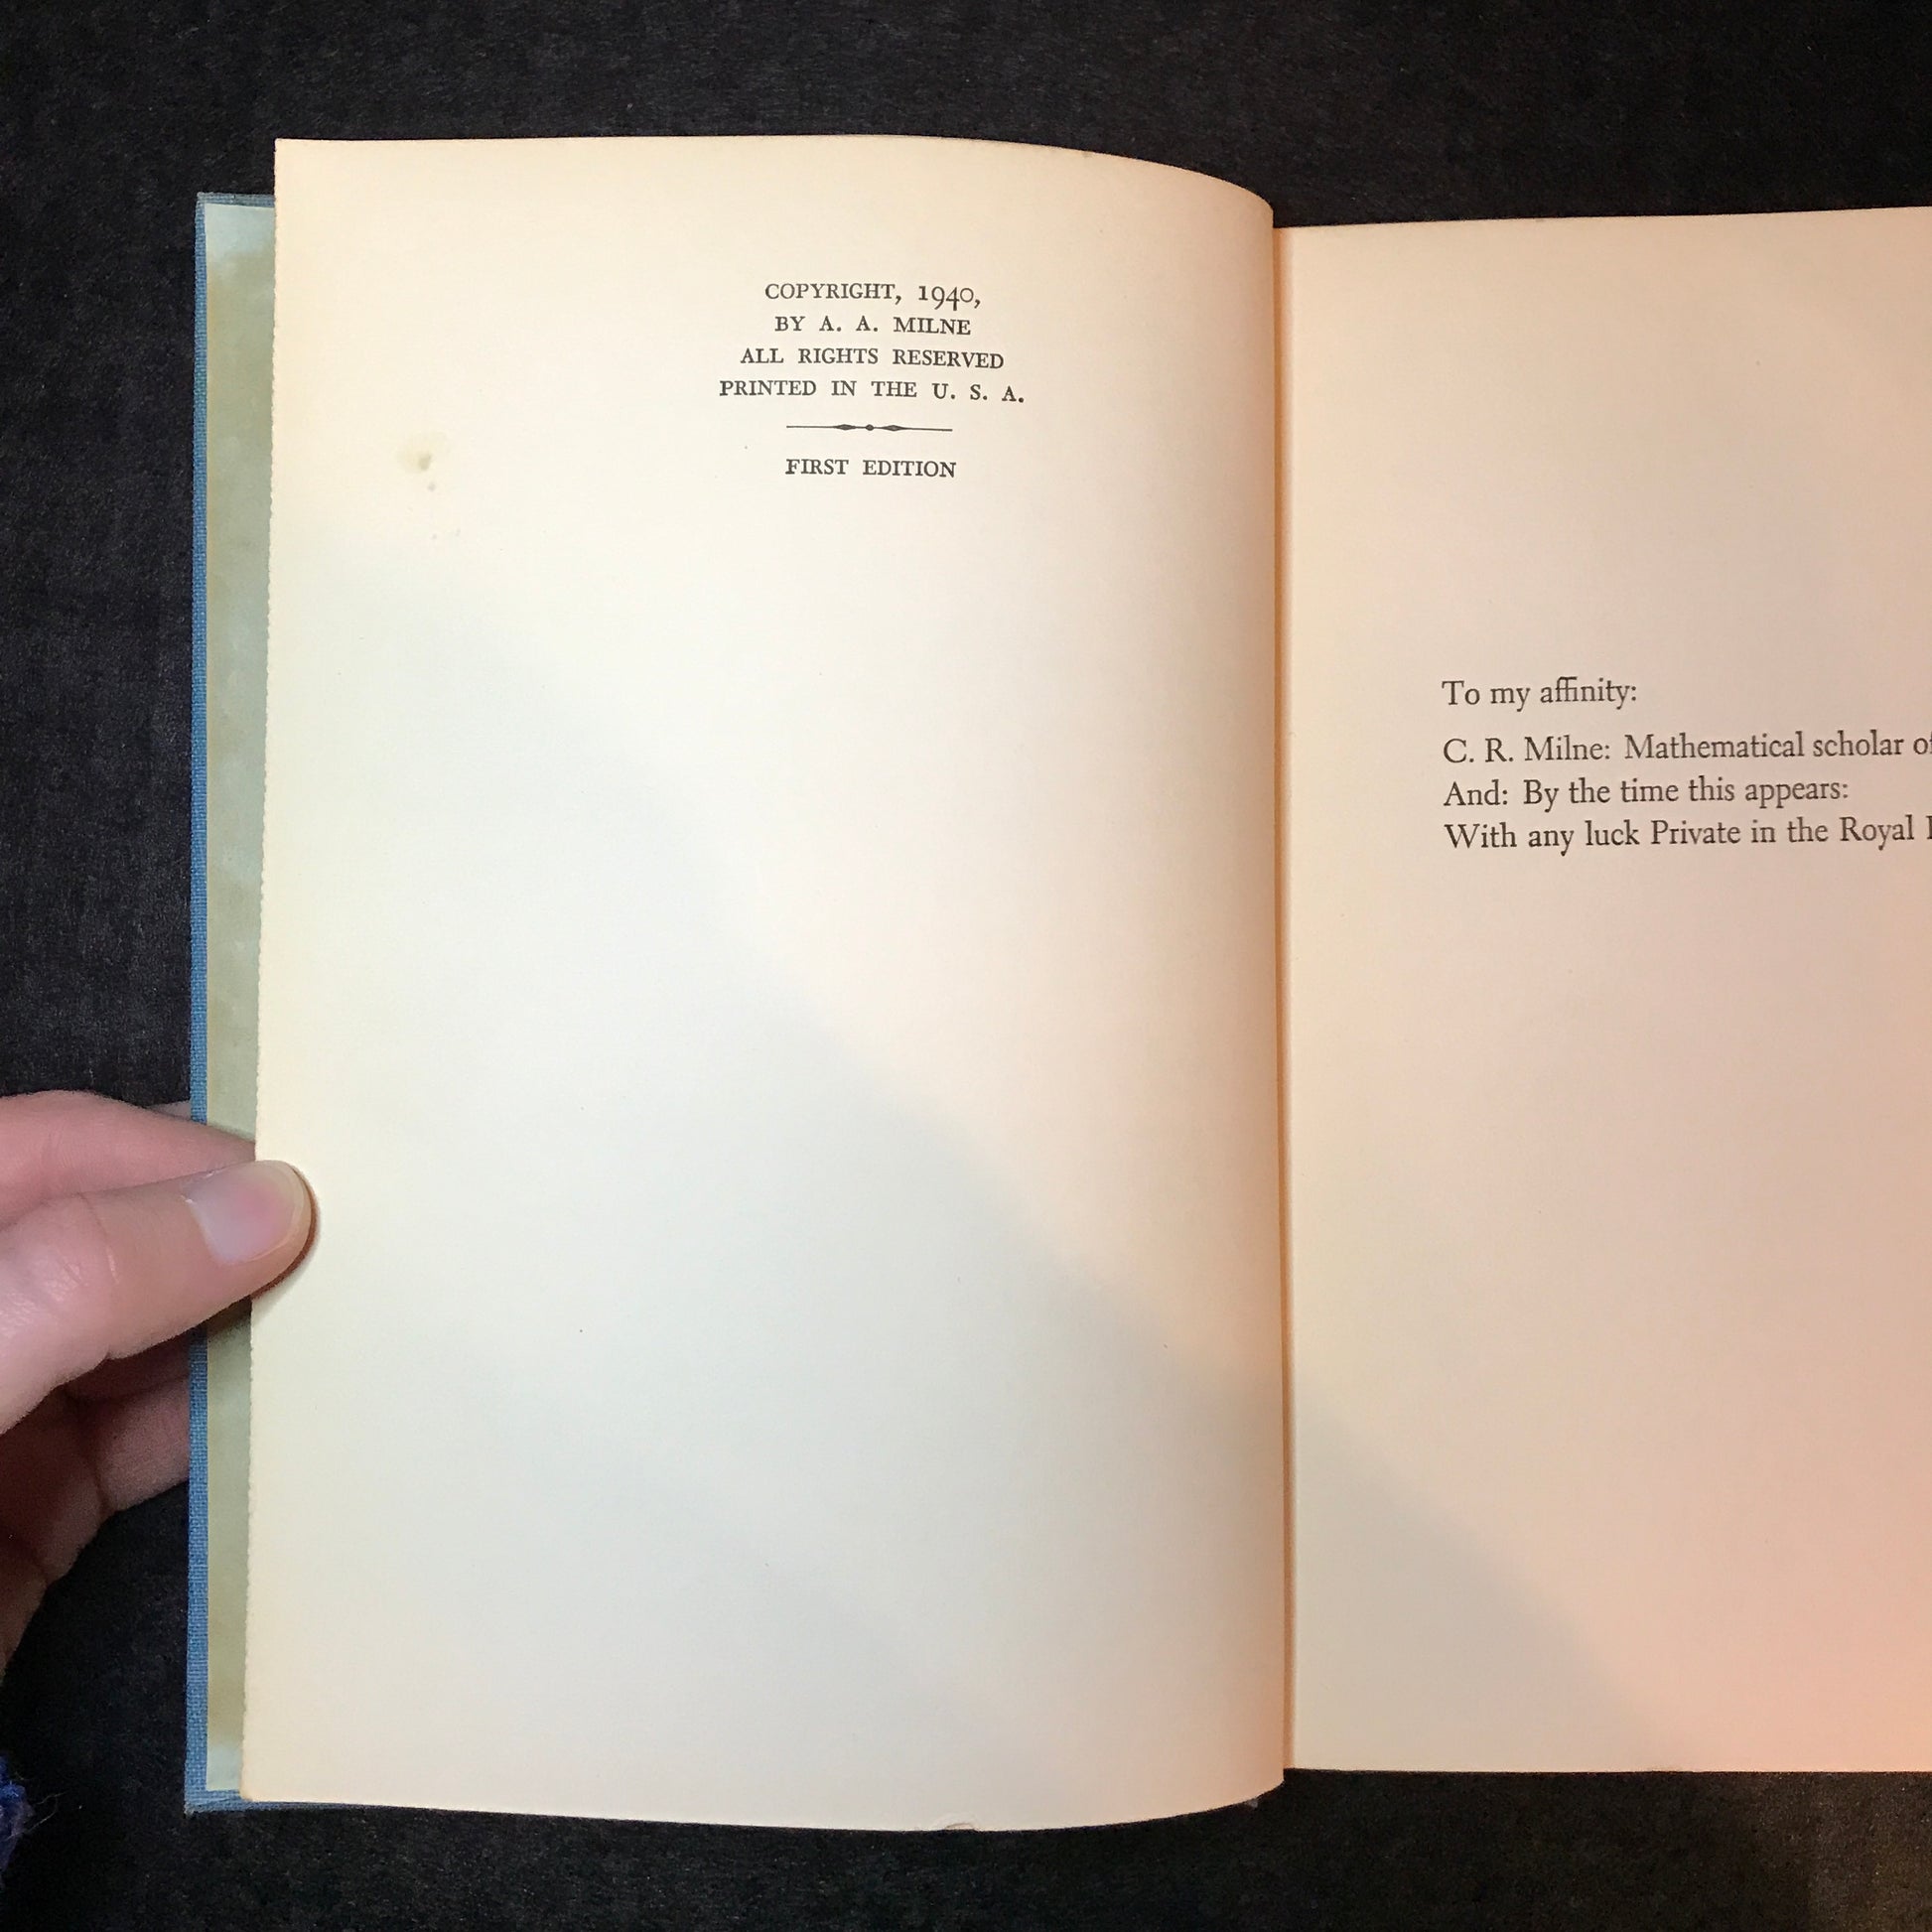 COPYRIGHT, 1940,
BY A. A. MILNE
ALL RIGHTS RESERVED
PRINTED IN THE U. S. A.
FIRST EDITION
To my affinity:
C. R. Milne: Mathematical scholar
And: By the time this appears:
With any luck Private in the Royal